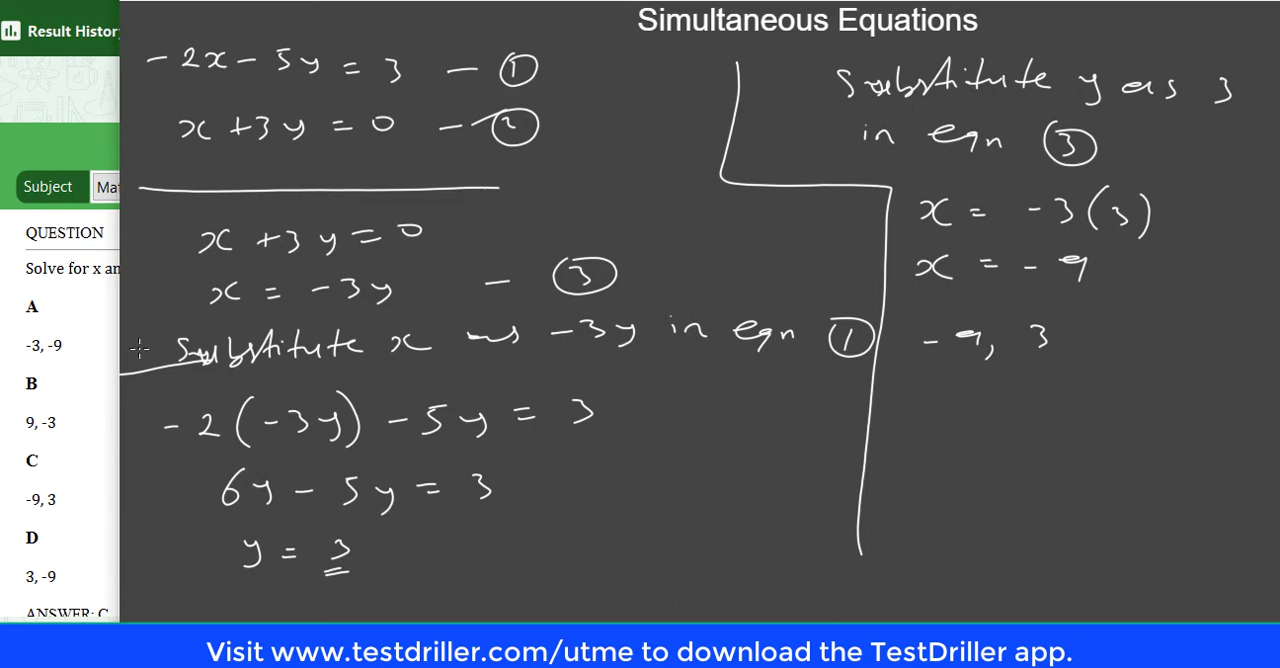 Result History
Simultaneous Equations
Subject
Mat
QUESTION
Solve for x an
A
-3, -9
B
9, -3
C
-9, 3
D
3, -9
ANSWER: C
- 2x - 5y = 3 — ①
x + 3y = 0 — ②
x + 3y = 0
x = -3y — ③
Substitute x as -3y in eqn ①
- 2(-3y) - 5y = 3
6y - 5y = 3
y = 3
Substitute y as 3
in eqn ③
x = -3(3)
x = - 9
- 9, 3
Visit www.testdriller.com/utme to download the TestDriller app.